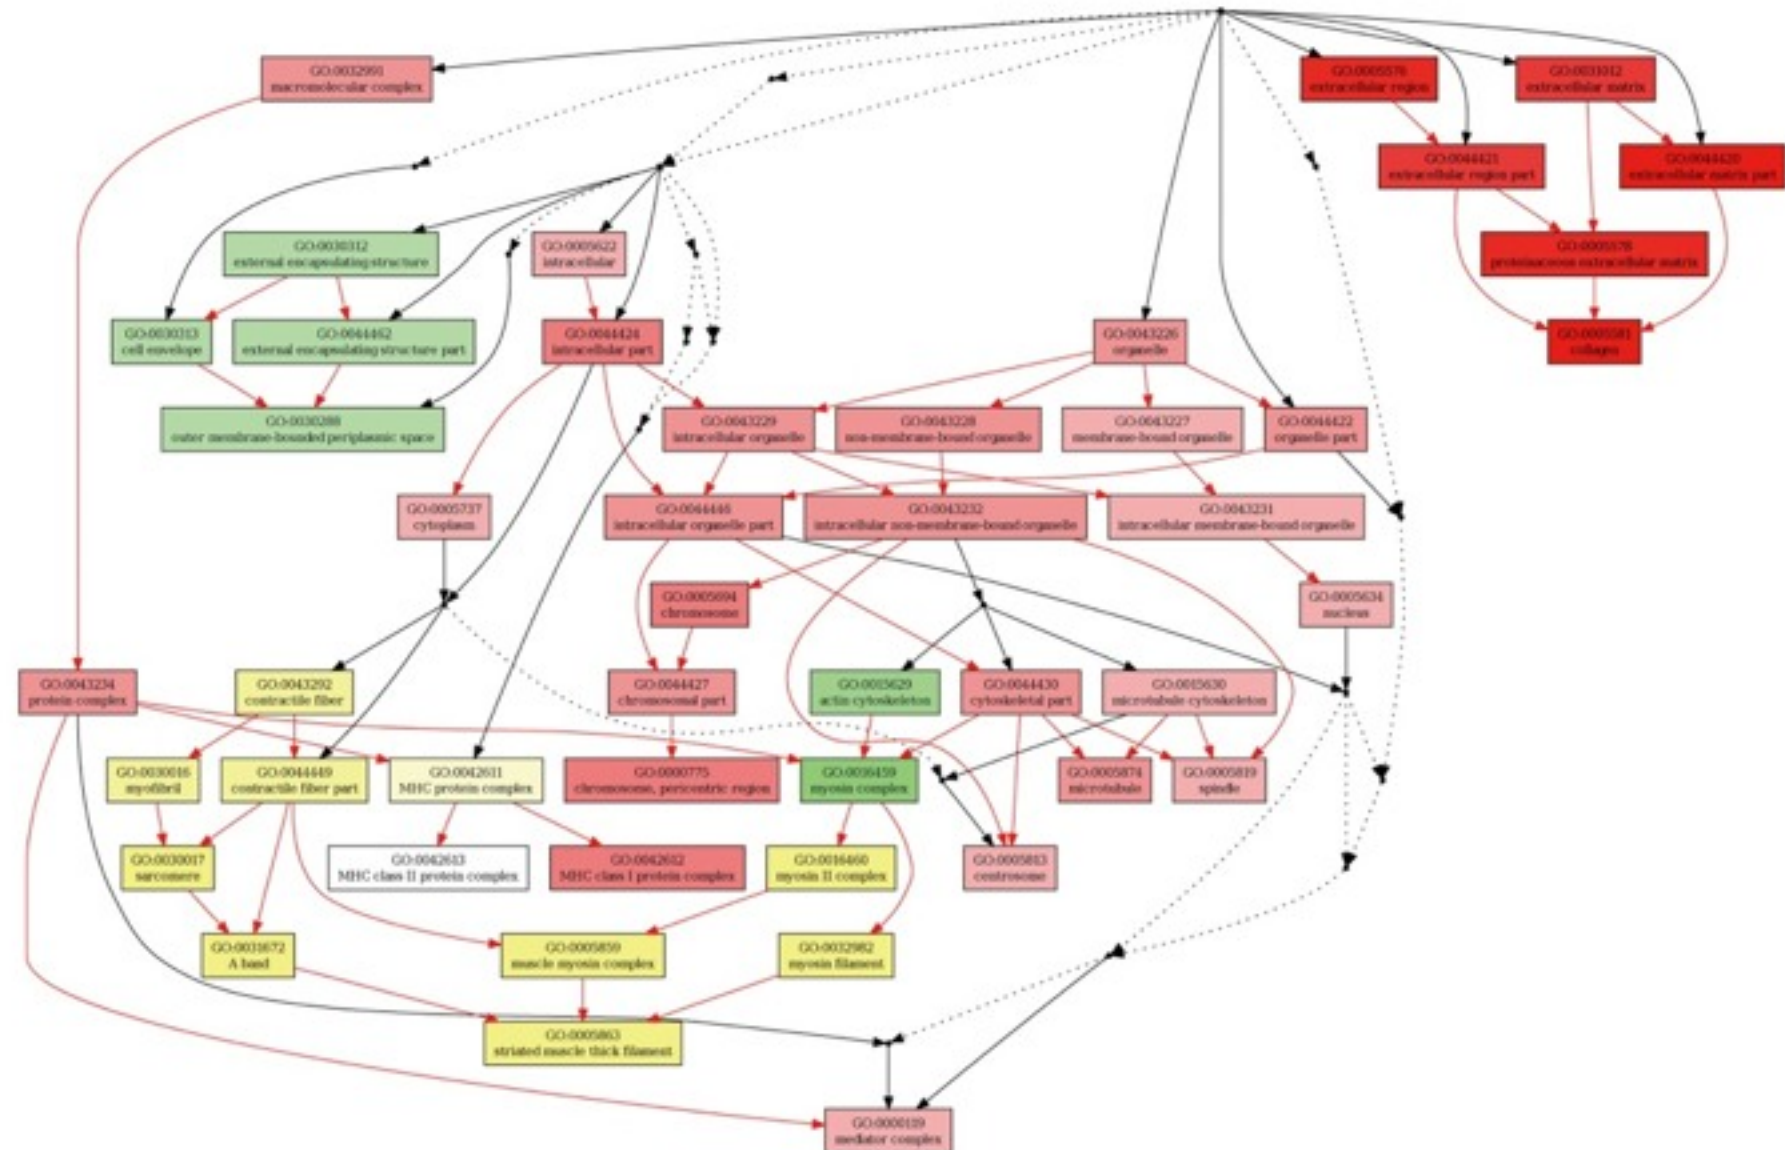 GO:0032991
macromolecular complex
GO:0005576
extracellular region
GO:0031012
extracellular matrix
GO:0044421
extracellular region part
GO:0044420
extracellular matrix part
GO:0030312
external encapsulating structure
GO:0005622
intracellular
GO:0005578
proteinaceous extracellular matrix
GO:0030313
cell envelope
GO:0044462
external encapsulating structure part
GO:0044424
intracellular part
GO:0043226
organelle
GO:0005581
collagen
GO:0030288
outer membrane-bounded periplasmic space
GO:0043229
intracellular organelle
GO:0043228
non-membrane-bound organelle
GO:0043227
membrane-bound organelle
GO:0044422
organelle part
GO:0005737
cytoplasm
GO:0044446
intracellular organelle part
GO:0043232
intracellular non-membrane-bound organelle
GO:0043231
intracellular membrane-bound organelle
GO:0005694
chromosome
GO:0005634
nucleus
GO:0043234
protein complex
GO:0043292
contractile fiber
GO:0044427
chromosomal part
GO:0015629
actin cytoskeleton
GO:0044430
cytoskeletal part
GO:0015630
microtubule cytoskeleton
GO:0030016
myofibril
GO:0044449
contractile fiber part
GO:0042611
MHC protein complex
GO:0000775
chromosome, pericentric region
GO:0016459
myosin complex
GO:0005874
microtubule
GO:0005819
spindle
GO:0030017
sarcomere
GO:0042613
MHC class II protein complex
GO:0042612
MHC class I protein complex
GO:0016460
myosin II complex
GO:0005813
centrosome
GO:0031672
A band
GO:0005859
muscle myosin complex
GO:0032982
myosin filament
GO:0005863
striated muscle thick filament
GO:0000119
mediator complex